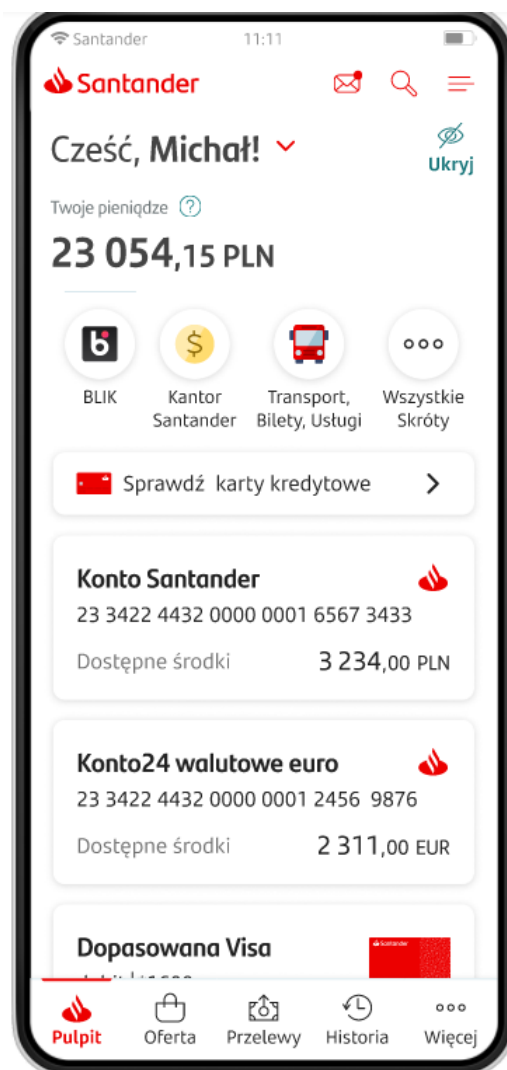 Santander 11:11
Santander
Cześć, Michał!
Ukryj
Twoje pieniądze ?
23 054,15 PLN
BLIK
Kantor Santander
Transport, Bilety, Usługi
Wszystkie Skróty
Sprawdź karty kredytowe
Konto Santander
23 3422 4432 0000 0001 6567 3433
Dostępne środki 3 234,00 PLN
Konto24 walutowe euro
23 3422 4432 0000 0001 2456 9876
Dostępne środki 2 311,00 EUR
Dopasowana Visa
Santander
Pulpit Oferta Przelewy Historia Więcej